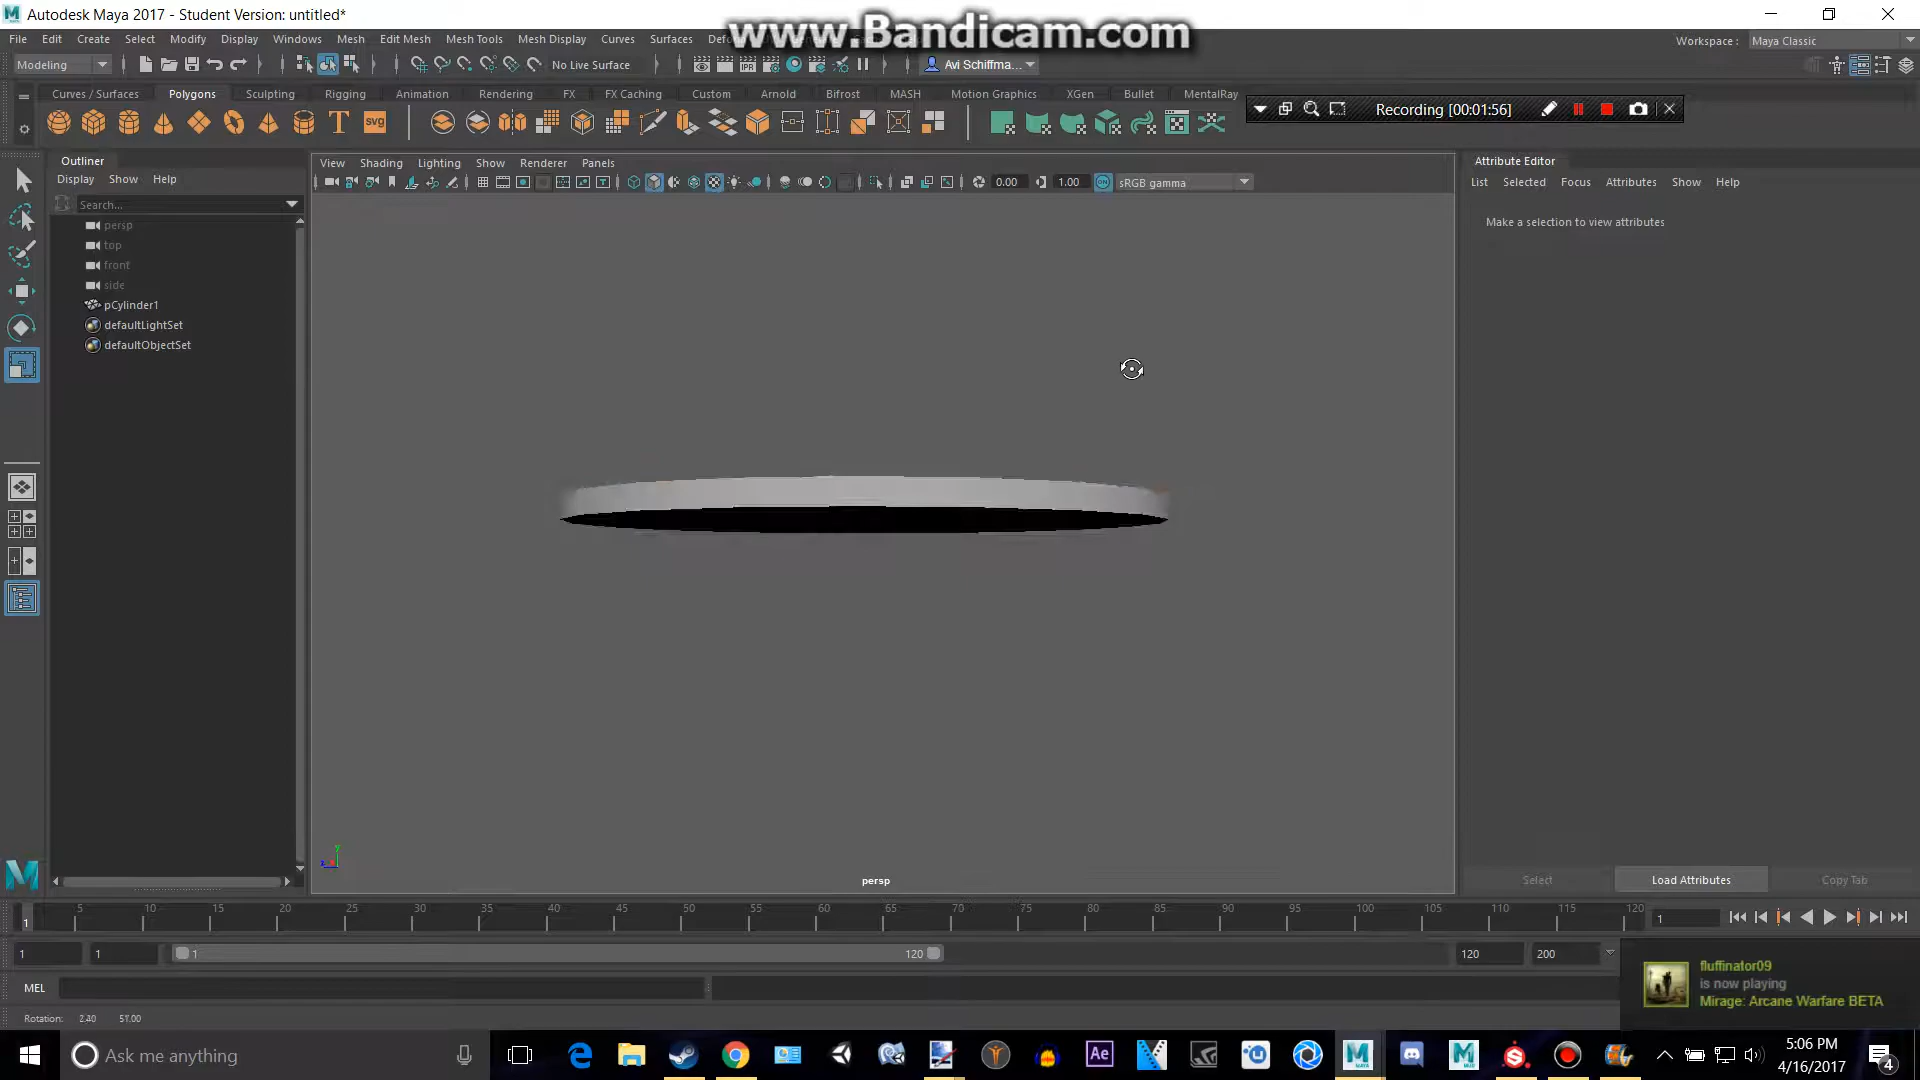 Autodesk Maya 2017 - Student Version: untitled*
www.Bandicam.com
File Edit Create Select Modify Display Windows Mesh Edit Mesh Mesh Tools Mesh Display Curves Surfaces
Workspace : Maya Classic
Modeling No Live Surface Avi Schiffma...
Curves / Surfaces Polygons Sculpting Rigging Animation Rendering FX FX Caching Custom Arnold Bifrost MASH Motion Graphics XGen Bullet MentalRay
Recording [00:01:56]
T svg
Outliner
Display Show Help
Search...
persp
top
front
side
pCylinder1
defaultLightSet
defaultObjectSet
View Shading Lighting Show Renderer Panels
0.00 1.00 ON sRGB gamma
y
persp
Attribute Editor
List Selected Focus Attributes Show Help
Make a selection to view attributes
Select Load Attributes Copy Tab
1 5 10 15 20 25 30 35 40 45 50 55 60 65 70 75 80 85 90 95 100 105 110 115 120 1
1 1 1 120 120 200
MEL
Rotation: 2.40 51.00
fluffinator09
is now playing
Mirage: Arcane Warfare BETA
Ask me anything
Ae
5:06 PM
4/16/2017
4